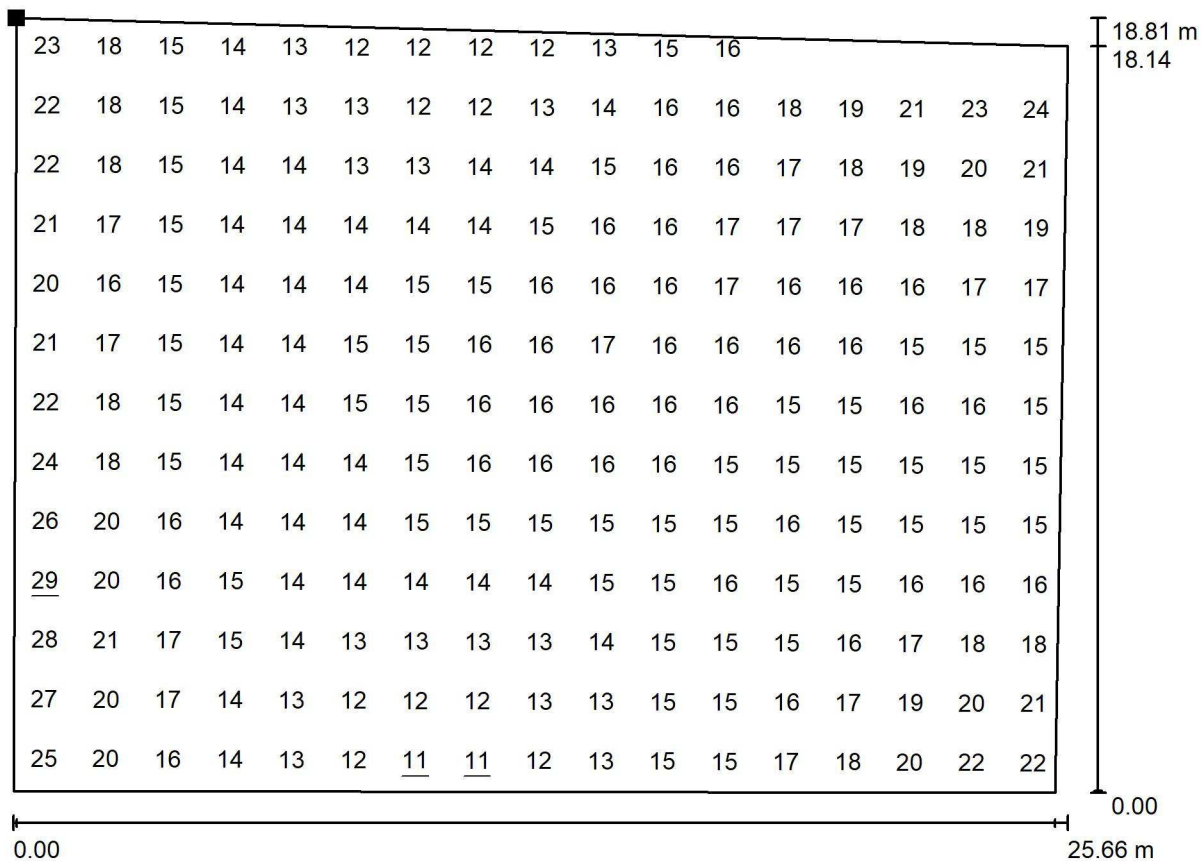 18.81 m
23 18 15 14 13 12 12 12 12 13 15 16
18.14
22 18 15 14 13 13 12 12 13 14 16 16 18 19 21 23 24
22 18 15 14 14 13 13 14 14 15 16 16 17 18 19 20 21
21 17 15 14 14 14 14 14 15 16 16 17 17 17 18 18 19
20 16 15 14 14 14 15 15 16 16 16 17 16 16 16 17 17
21 17 15 14 14 15 15 16 16 17 16 16 16 16 15 15 15
22 18 15 14 14 15 15 16 16 16 16 16 15 15 16 16 15
24 18 15 14 14 14 15 16 16 16 16 15 15 15 15 15 15
26 20 16 14 14 14 15 15 15 15 15 15 16 15 15 15 15
29 20 16 15 14 14 14 14 14 15 15 16 15 15 16 16 16
28 21 17 15 14 13 13 13 13 14 15 15 15 16 17 18 18
27 20 17 14 13 12 12 12 13 13 15 15 16 17 19 20 21
25 20 16 14 13 12 11 11 12 13 15 15 17 18 20 22 22
0.00
0.00 25.66 m